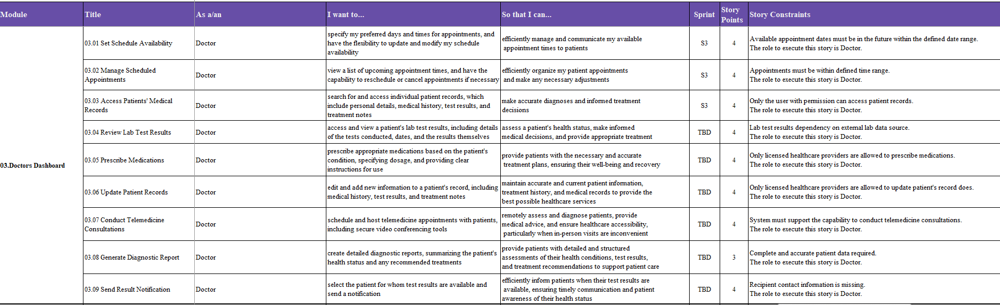 Module
Title
As a/an
I want to...
So that I can...
Sprint
Story
Points
Story Constraints
03.Doctors Dashboard
03.01 Set Schedule Availability
Doctor
specify my preferred days and times for appointments, and
have the flexibility to update and modify my schedule
availability
efficiently manage and communicate my available
appointment times to patients
S3
4
Available appointment dates must be in the future within the defined date range.
The role to execute this story is Doctor.
03.02 Manage Scheduled
Appointments
Doctor
view a list of upcoming appointment times, and have the
capability to reschedule or cancel appointments if necessary
efficiently organize my patient appointments
and make any necessary adjustments
S3
4
Appointments must be within defined time range.
The role to execute this story is Doctor.
03.03 Access Patients' Medical
Records
Doctor
search for and access individual patient records, which
include personal details, medical history, test results, and
treatment notes
make accurate diagnoses and informed treatment
decisions
S3
4
Only the user with permission can access patient records.
The role to execute this story is Doctor.
03.04 Review Lab Test Results
Doctor
access and view a patient's lab test results, including details
of the tests conducted, dates, and the results themselves
assess a patient's health status, make informed
medical decisions, and provide appropriate treatment
TBD
4
Lab test results dependency on external lab data source.
The role to execute this story is Doctor.
03.05 Prescribe Medications
Doctor
prescribe appropriate medications based on the patient's
condition, specifying dosage, and providing clear
instructions for use
provide patients with the necessary and accurate
treatment plans, ensuring their well-being and recovery
TBD
4
Only licensed healthcare providers are allowed to prescribe medications.
The role to execute this story is Doctor.
03.06 Update Patient Records
Doctor
edit and add new information to a patient's record, including
medical history, test results, and treatment notes
maintain accurate and current patient information,
treatment history, and medical records to provide the
best possible healthcare services
TBD
4
Only licensed healthcare providers are allowed to update patient's record does.
The role to execute this story is Doctor.
03.07 Conduct Telemedicine
Consultations
Doctor
schedule and host telemedicine appointments with patients,
including secure video conferencing tools
remotely assess and diagnose patients, provide
medical advice, and ensure healthcare accessibility,
particularly when in-person visits are inconvenient
TBD
4
System must support the capability to conduct telemedicine consultations.
The role to execute this story is Doctor.
03.08 Generate Diagnostic Report
Doctor
create detailed diagnostic reports, summarizing the patient's
health status and any recommended treatments
provide patients with detailed and structured
assessments of their health conditions, test results,
and treatment recommendations to support patient care
TBD
3
Complete and accurate patient data required.
The role to execute this story is Doctor.
03.09 Send Result Notification
Doctor
select the patient for whom test results are available and
send a notification
efficiently inform patients when their test results are
available, ensuring timely communication and patient
awareness of their health status
TBD
4
Recipient contact information is missing.
The role to execute this story is Doctor.